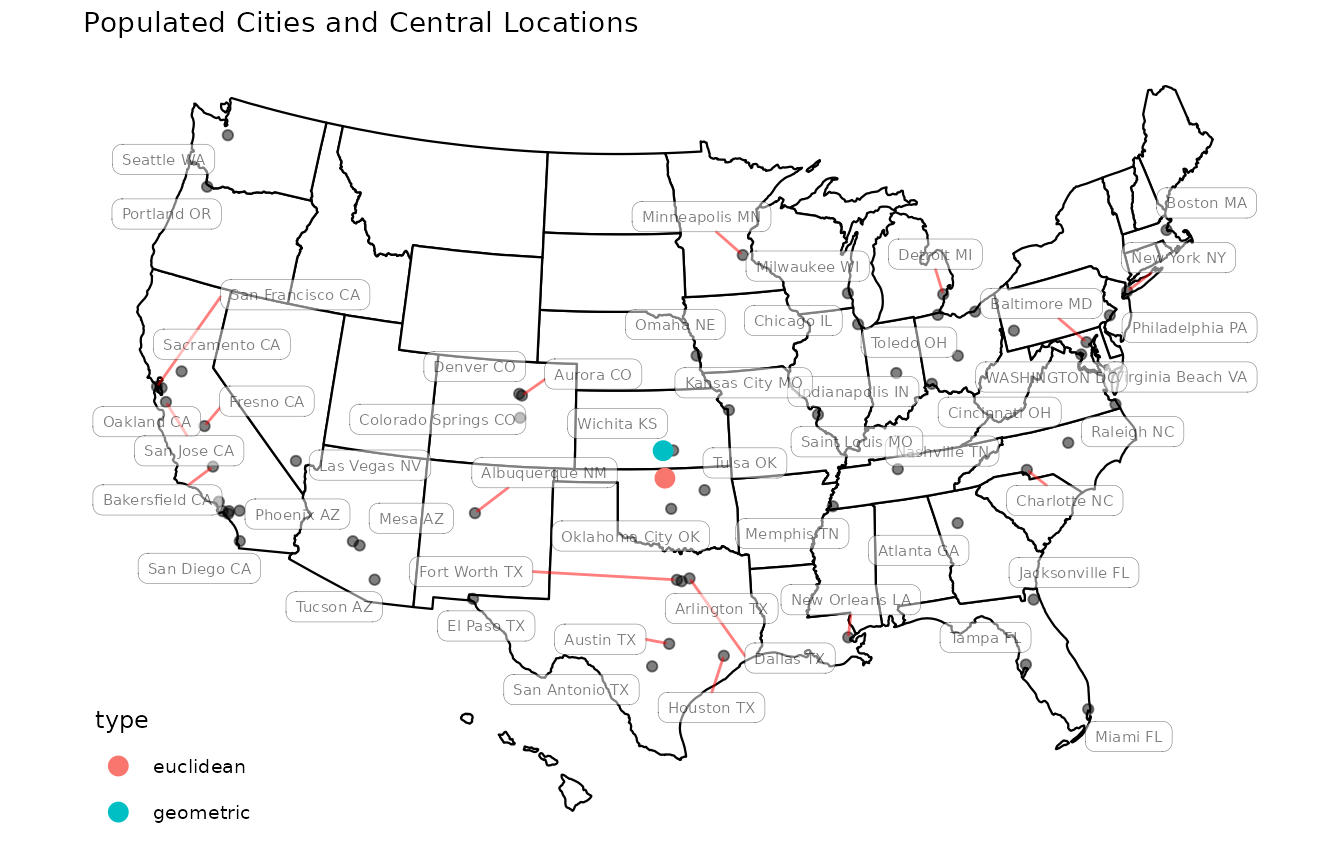 Populated Cities and Central Locations
Seattle WA
Portland OR
Boston MA
Minneapolis MN
Detroit MI
New York NY
Milwaukee WI
San Francisco CA
Baltimore MD
Omaha NE
Chicago IL
Philadelphia PA
Sacramento CA
Toledo OH
Denver CO
Aurora CO
Kansas City MO
Indianapolis IN
WASHINGTON DC
Virginia Beach VA
Fresno CA
Oakland CA
Colorado Springs CO
Wichita KS
Cincinnati OH
Raleigh NC
San Jose CA
Saint Louis MO
Nashville TN
Las Vegas NV
Albuquerque NM
Tulsa OK
Bakersfield CA
Charlotte NC
Phoenix AZ
Mesa AZ
Oklahoma City OK
Memphis TN
Atlanta GA
San Diego CA
Fort Worth TX
Jacksonville FL
Tucson AZ
Arlington TX
New Orleans LA
El Paso TX
Austin TX
Tampa FL
Dallas TX
San Antonio TX
Houston TX
Miami FL
type
euclidean
geometric